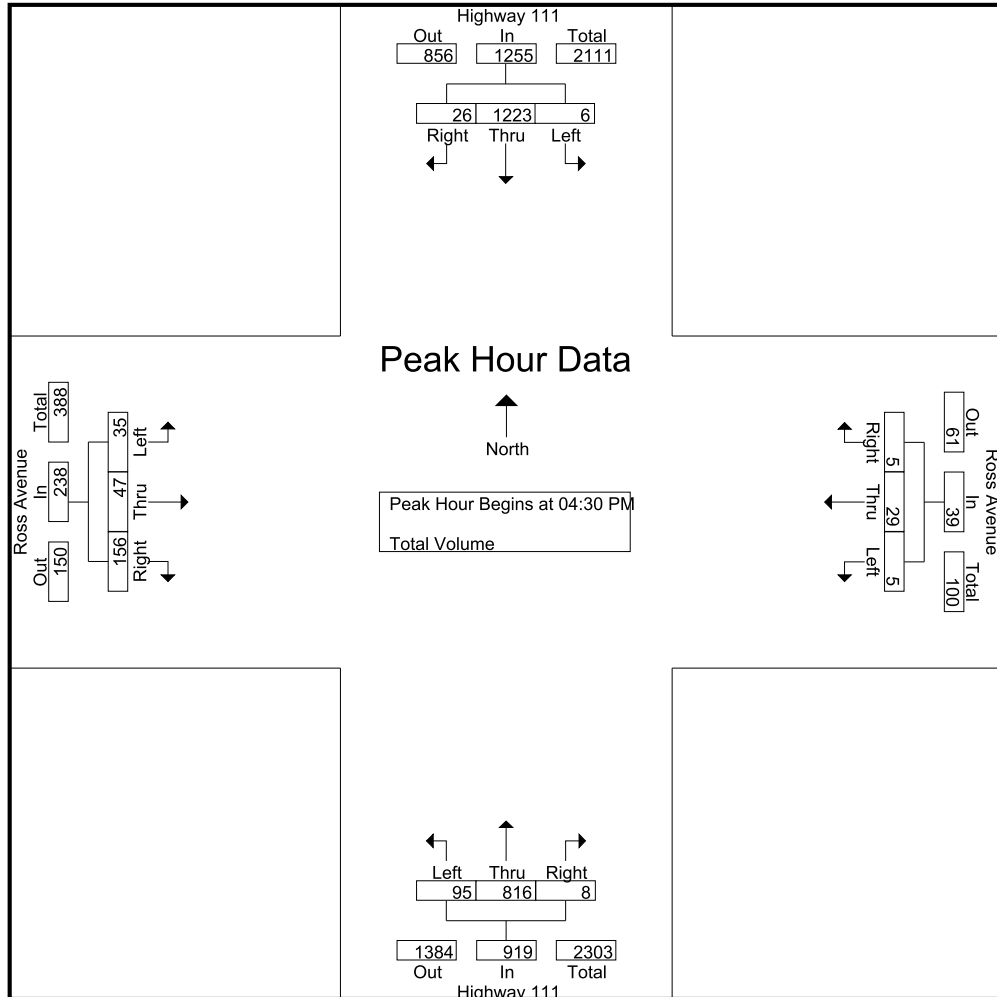 Highway 111
Out In Total
856 1255 2111
26 1223 6
Right Thru Left
Peak Hour Data
North
Peak Hour Begins at 04:30 PM
Total Volume
Ross Avenue
Out In Total
150 238 388
35 47 156
Left Thru Right
Ross Avenue
Out In Total
61 39 100
5 29 5
Right Thru Left
Left Thru Right
95 816 8
1384 919 2303
Out In Total
Highway 111